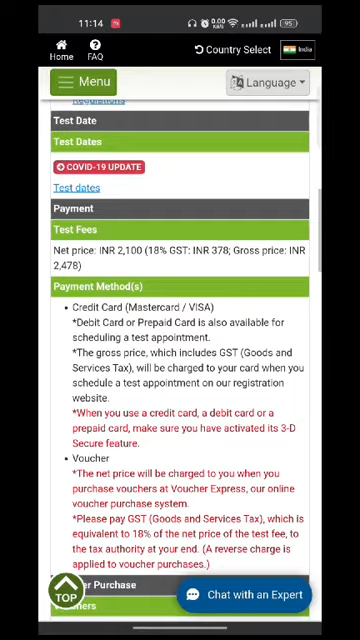 11:14
0.00
KB/s
95
Home
FAQ
Country Select
India
Menu
Language
Regulations
Test Date
Test Dates
COVID-19 UPDATE
Test dates
Payment
Test Fees
Net price: INR 2,100 (18% GST: INR 378; Gross price: INR
2,478)
Payment Method(s)
Credit Card (Mastercard / VISA)
*Debit Card or Prepaid Card is also available for
scheduling a test appointment.
*The gross price, which includes GST (Goods and
Services Tax), will be charged to your card when you
schedule a test appointment on our registration
website.
*When you use a credit card, a debit card or a
prepaid card, make sure you have activated its 3-D
Secure feature.
Voucher
*The net price will be charged to you when you
purchase vouchers at Voucher Express, our online
voucher purchase system.
*Please pay GST (Goods and Services Tax), which is
equivalent to 18% of the net price of the test fee, to
the tax authority at your end. (A reverse charge is
applied to voucher purchases.)
Purchase
TOP
Chat with an Expert